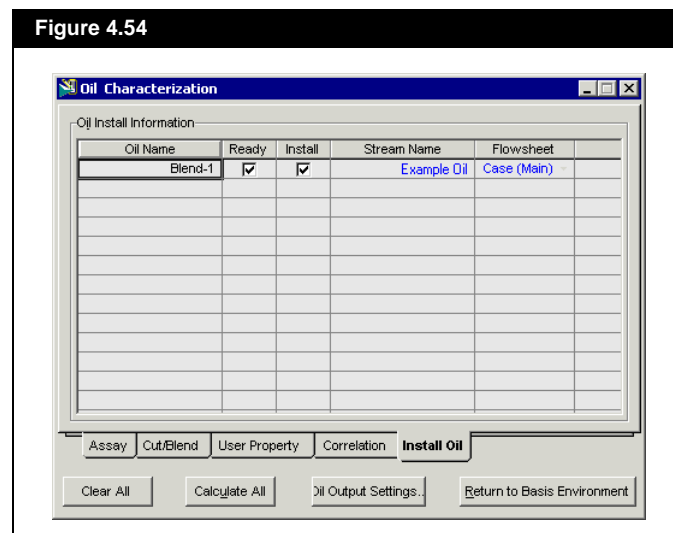 Figure 4.54
Oil Characterization
Oil Install Information
Oil Name Ready Install Stream Name Flowsheet
Blend-1 Example Oil Case (Main)
Assay Cut/Blend User Property Correlation Install Oil
Clear All Calculate All Oil Output Settings.. Return to Basis Environment